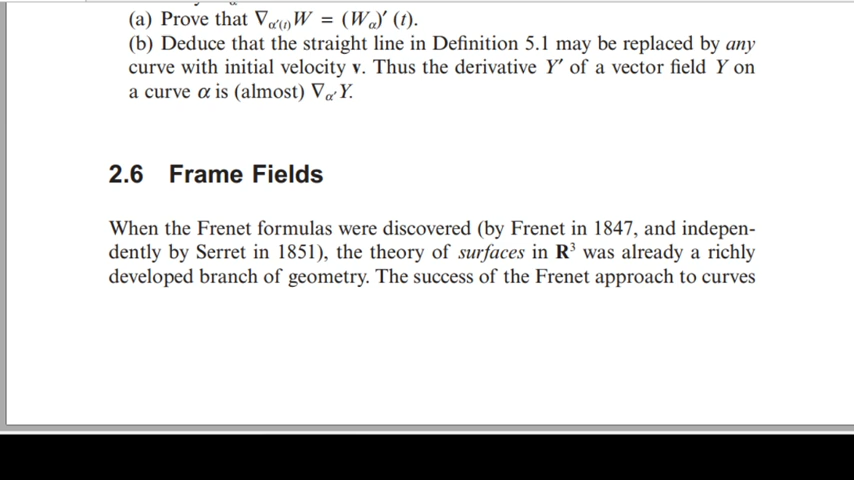 (a) Prove that ∇α′(t)W = (Wα)′ (t).
(b) Deduce that the straight line in Definition 5.1 may be replaced by any
curve with initial velocity v. Thus the derivative Y′ of a vector field Y on
a curve α is (almost) ∇α′Y.
2.6 Frame Fields
When the Frenet formulas were discovered (by Frenet in 1847, and indepen-
dently by Serret in 1851), the theory of surfaces in R³ was already a richly
developed branch of geometry. The success of the Frenet approach to curves